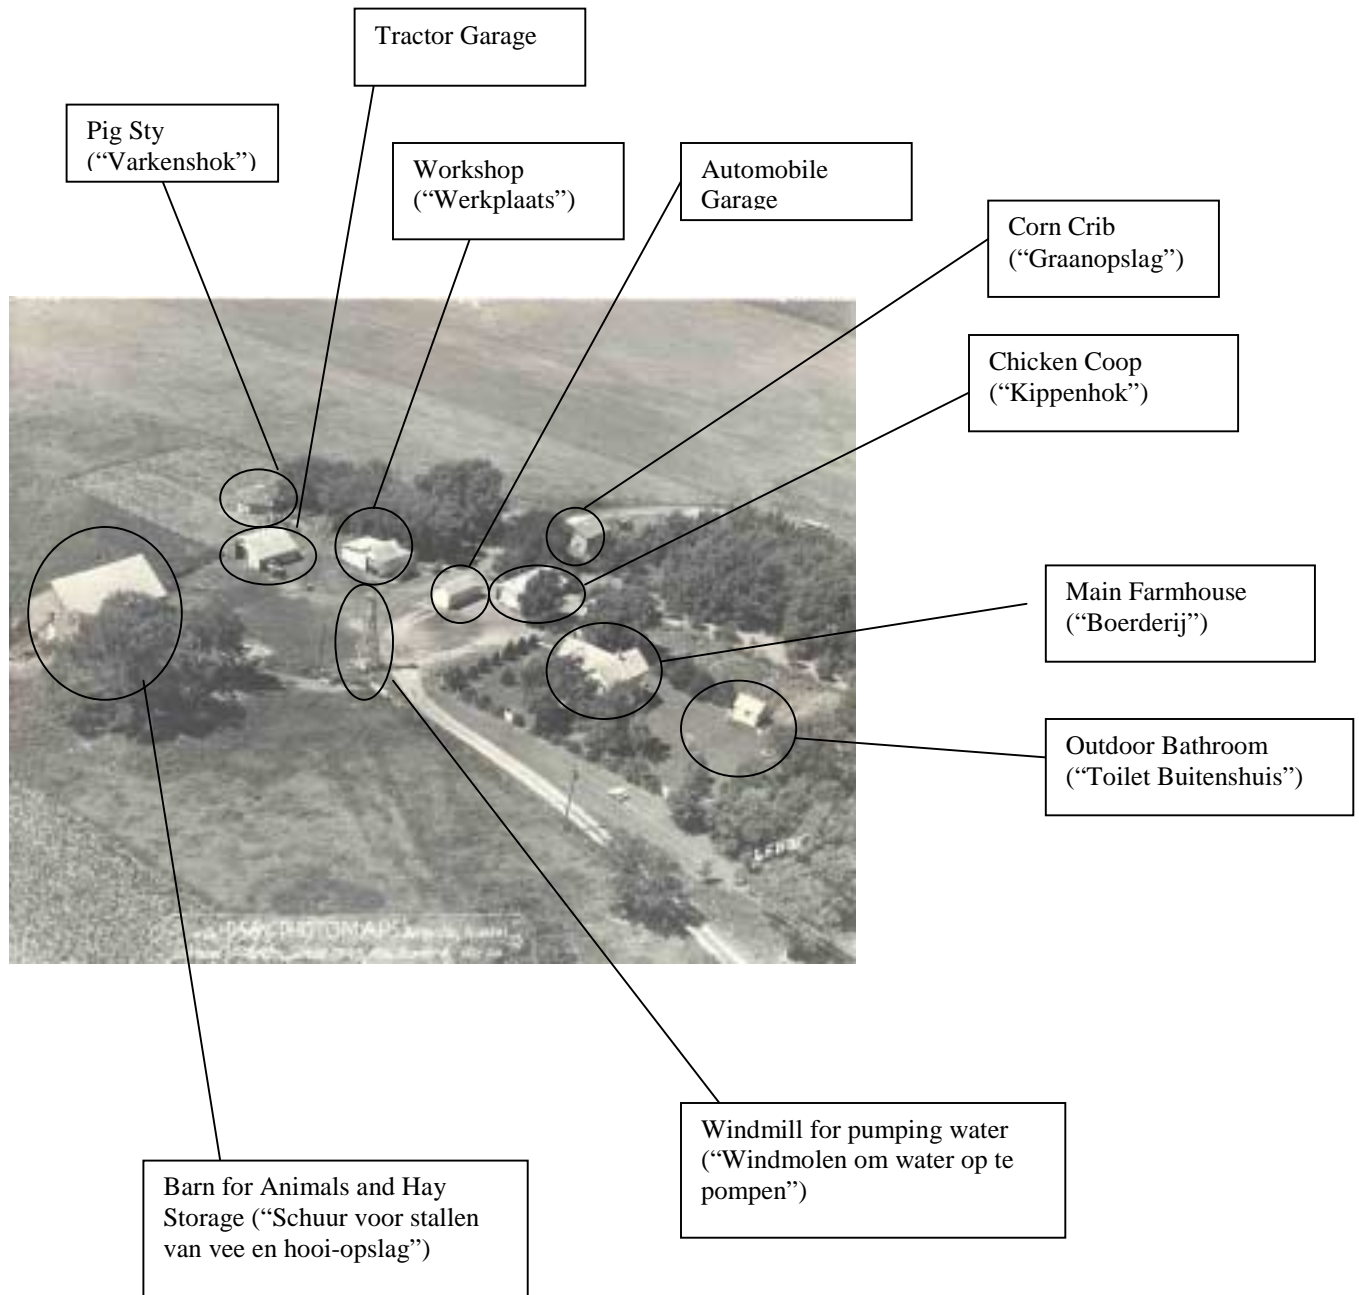 Tractor Garage
Pig Sty
(“Varkenshok”)
Workshop
(“Werkplaats”)
Automobile
Garage
Corn Crib
(“Graanopslag”)
Chicken Coop
(“Kippenhok”)
Main Farmhouse
(“Boerderij”)
Outdoor Bathroom
(“Toilet Buitenshuis”)
PHOTOMAPS
Windmill for pumping water
(“Windmolen om water op te
pompen”)
Barn for Animals and Hay
Storage (“Schuur voor stallen
van vee en hooi-opslag”)